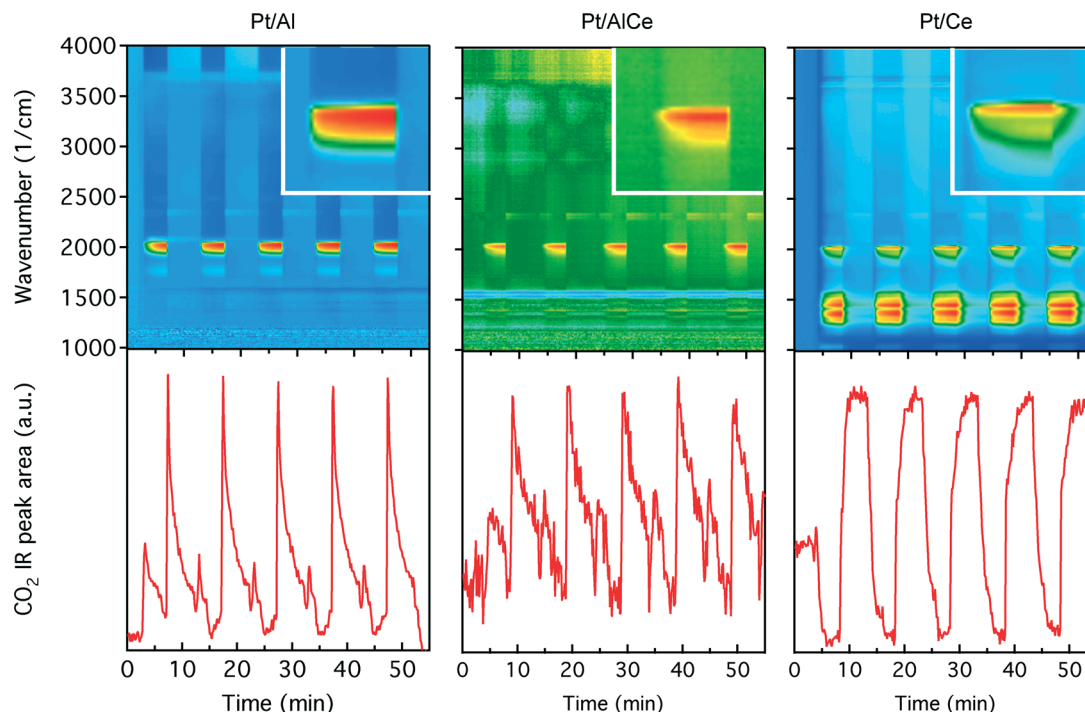 Pt/Al
Pt/AlCe
Pt/Ce
Wavenumber (1/cm)
4000
3500
3000
2500
2000
1500
1000
CO₂ IR peak area (a.u.)
0 10 20 30 40 50
0 10 20 30 40 50
0 10 20 30 40 50
Time (min)
Time (min)
Time (min)